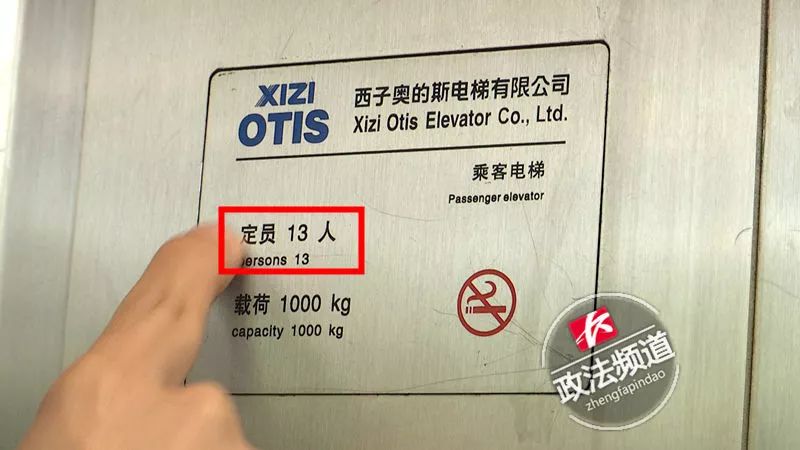 XIZI
OTIS
西子奥的斯电梯有限公司
Xizi Otis Elevator Co., Ltd.
乘客电梯
Passenger elevator
定员 13 人
persons 13
载荷 1000 kg
capacity 1000 kg
政法频道
zhengfapindao